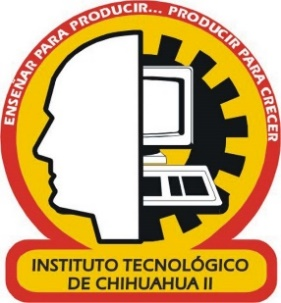 ENSEÑAR PARA PRODUCIR... PRODUCIR PARA CRECER
INSTITUTO TECNOLÓGICO
DE CHIHUAHUA II